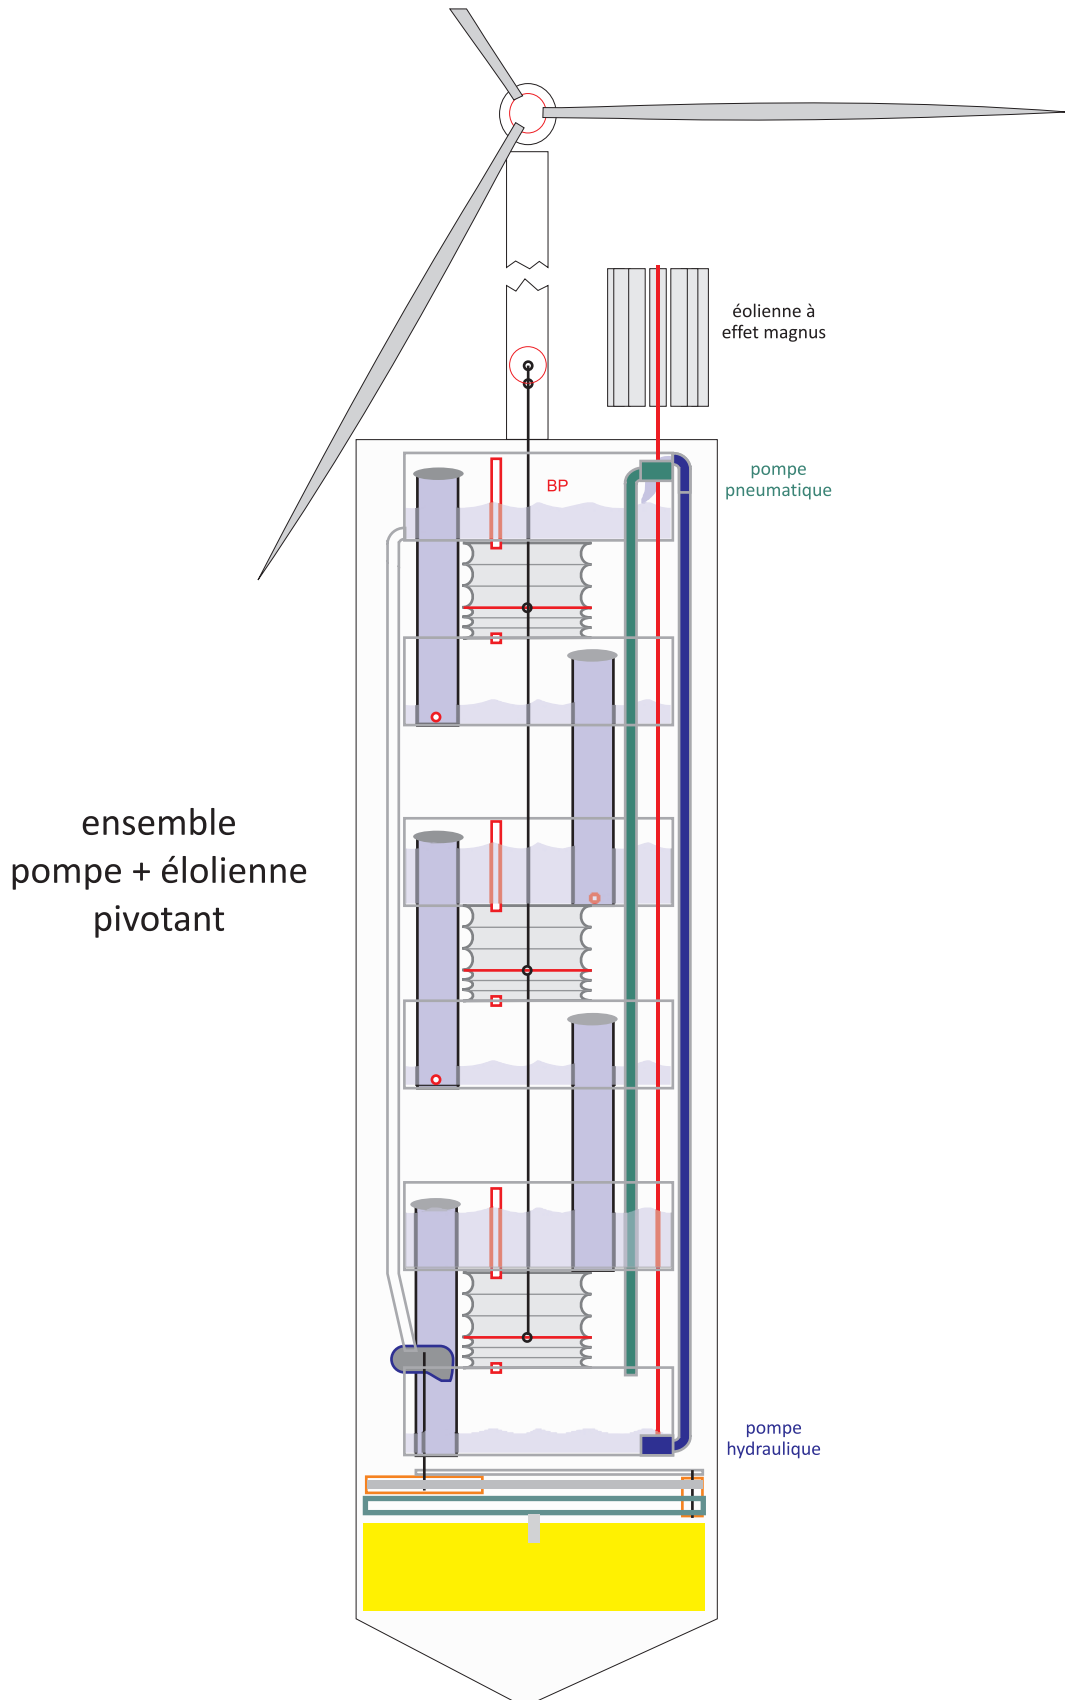 éolienne à
effet magnus
BP
pompe
pneumatique
ensemble
pompe + élolienne
pivotant
pompe
hydraulique